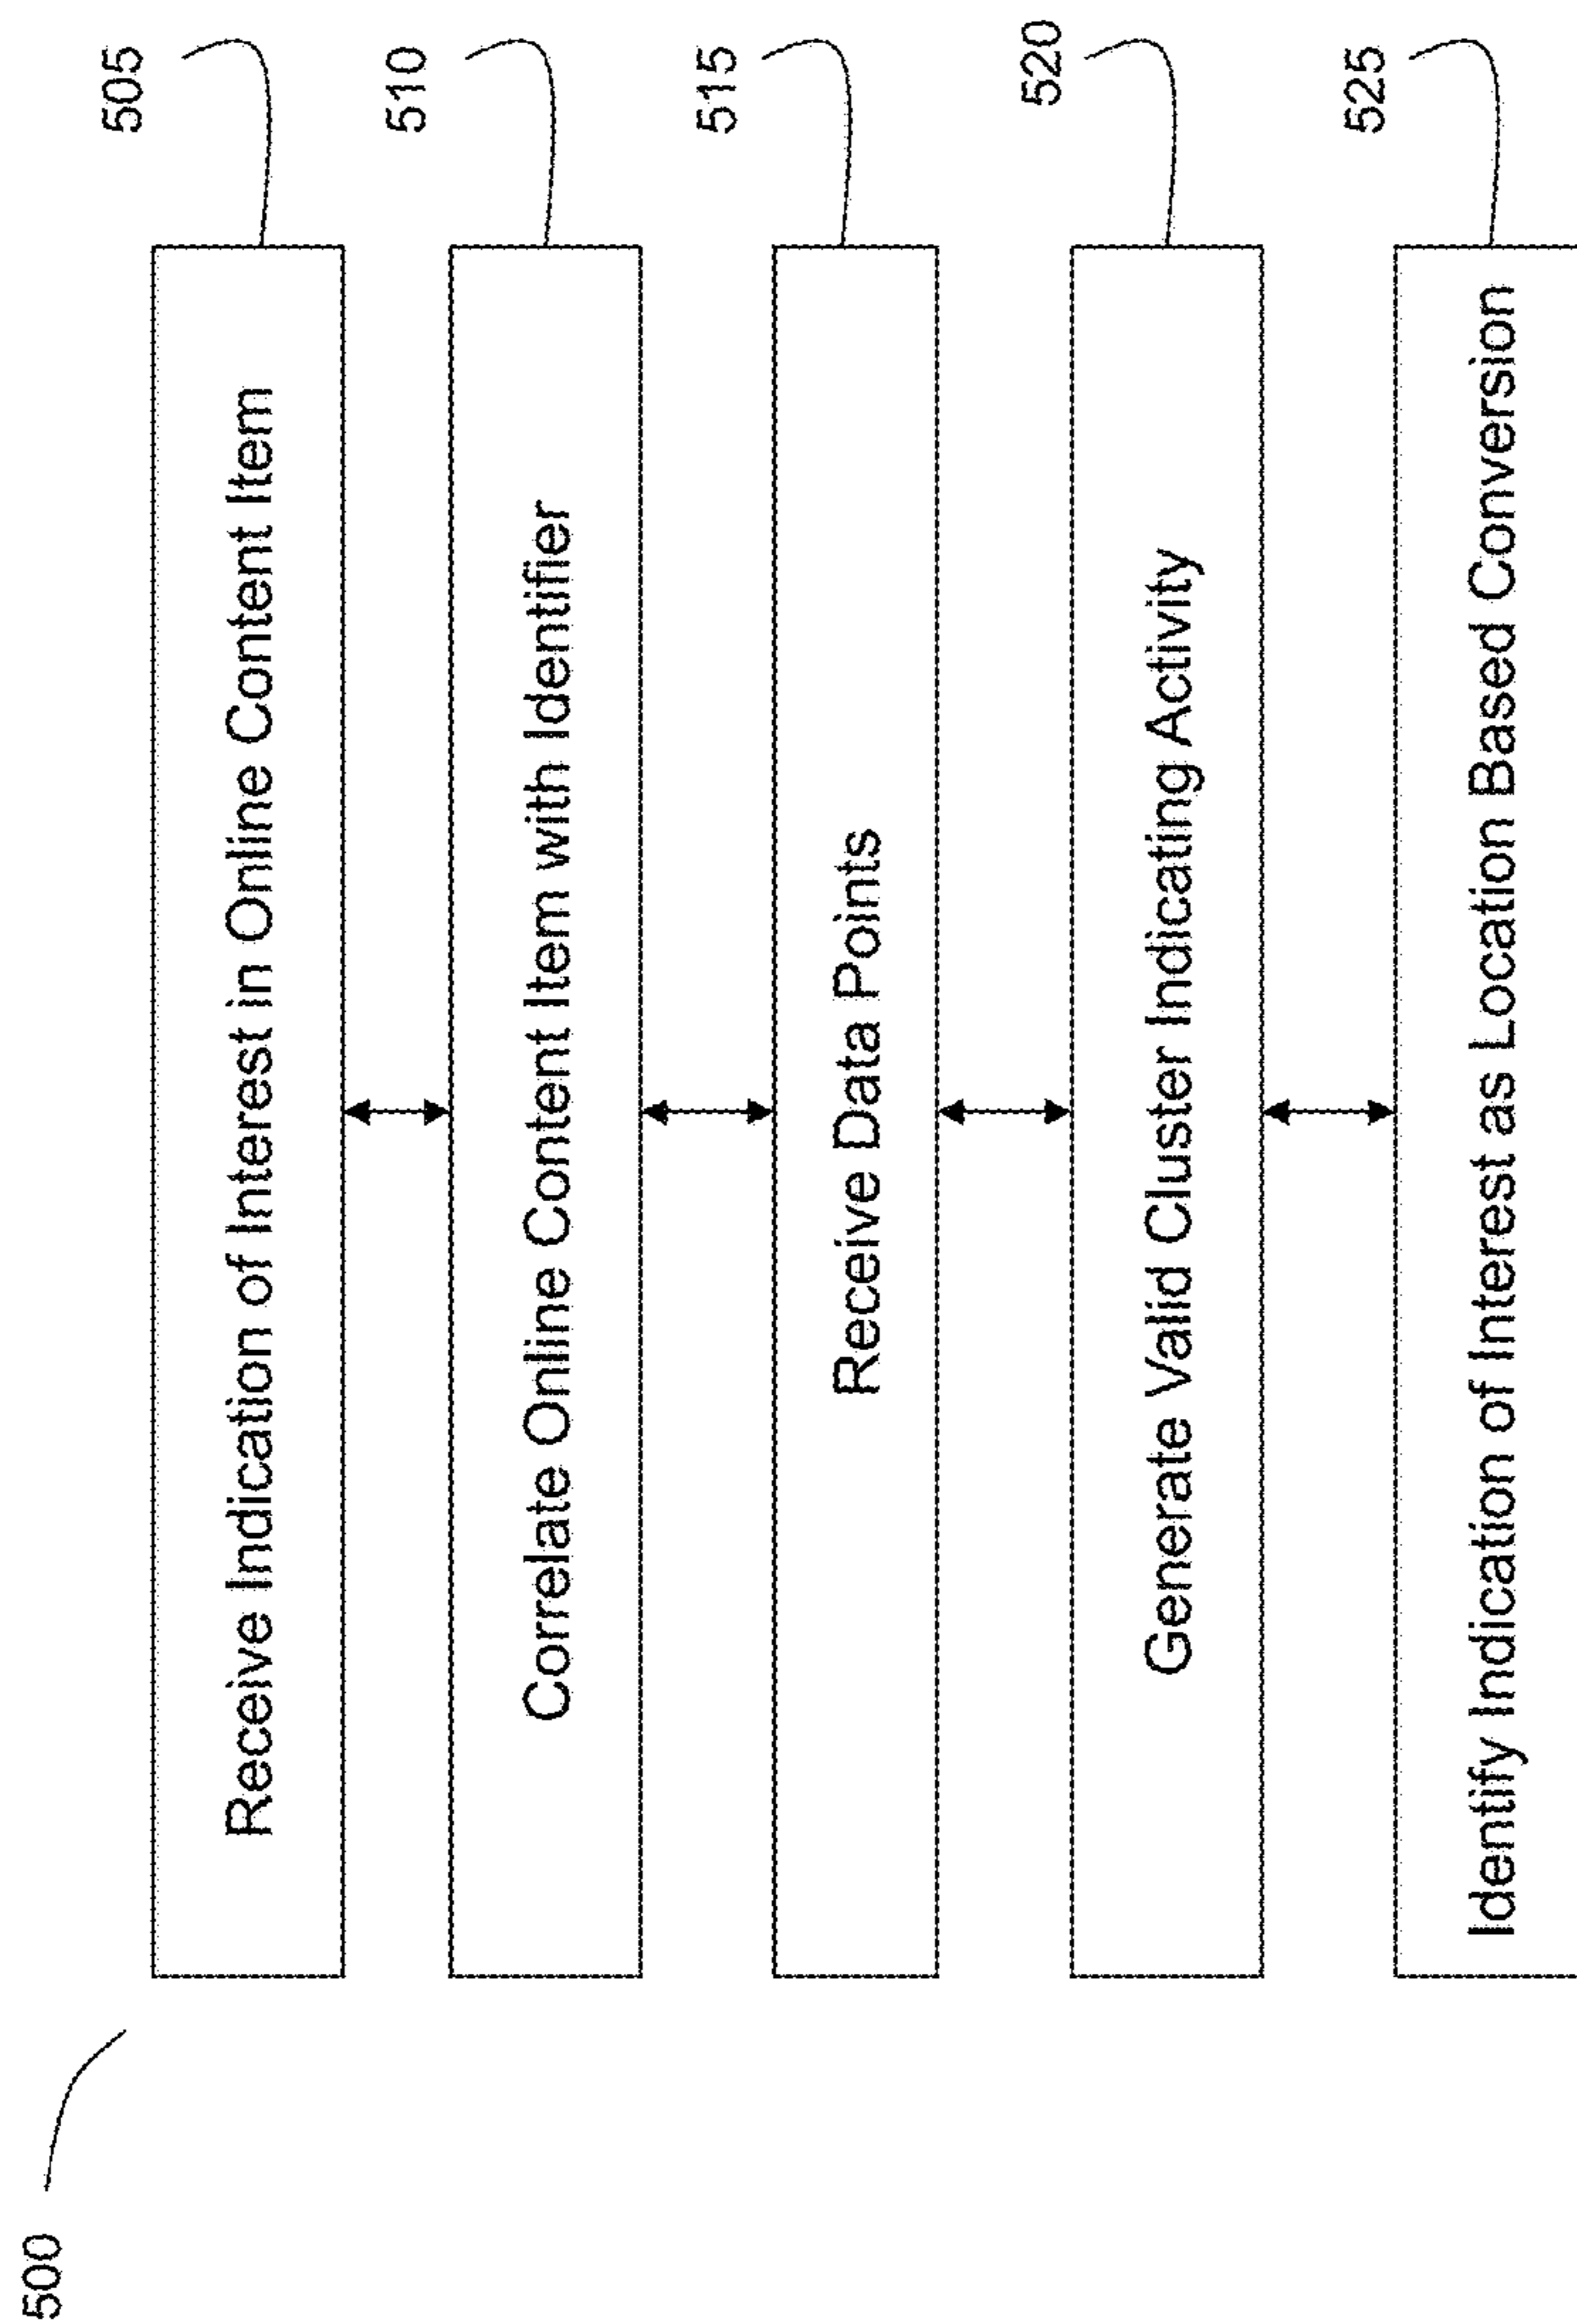 500
Receive Indication of Interest in Online Content Item
505
Correlate Online Content Item with Identifier
510
Receive Data Points
515
Generate Valid Cluster Indicating Activity
520
Identify Indication of Interest as Location Based Conversion
525